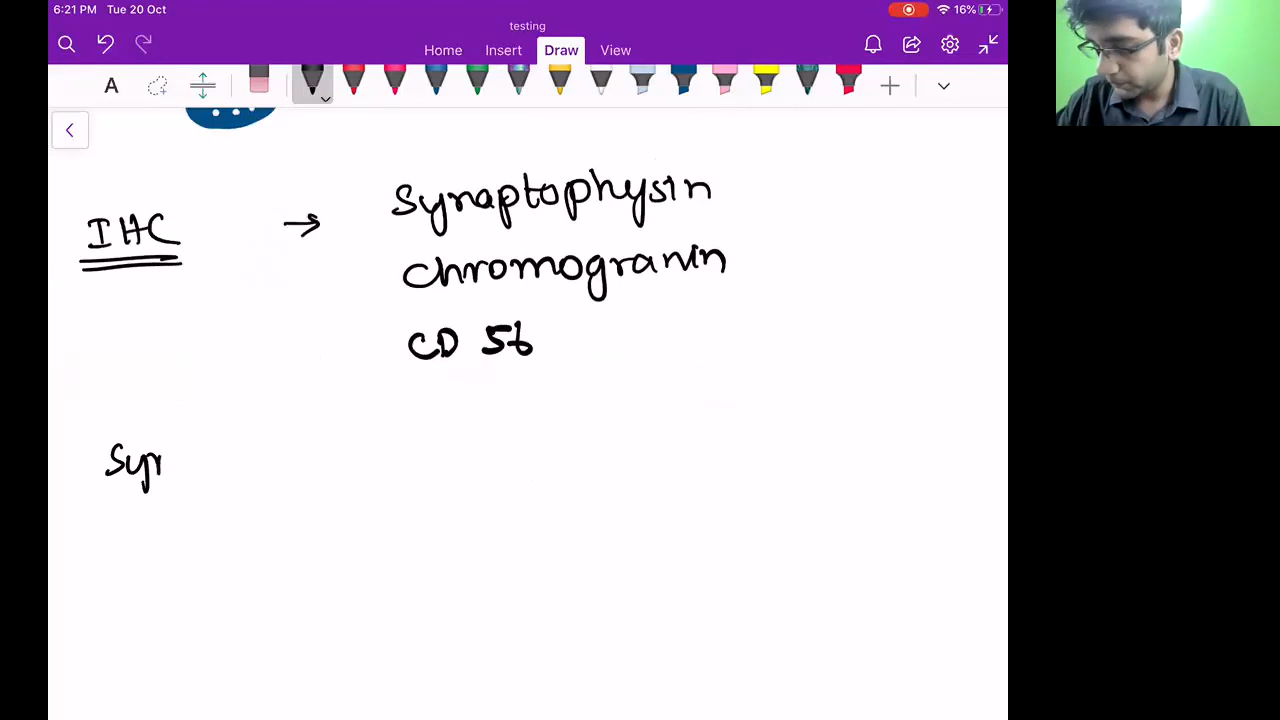 6:21 PM Tue 20 Oct 16%
testing
Home Insert Draw View
A
Synaptophysin
IHC → Chromogranin
CD 56
Syn